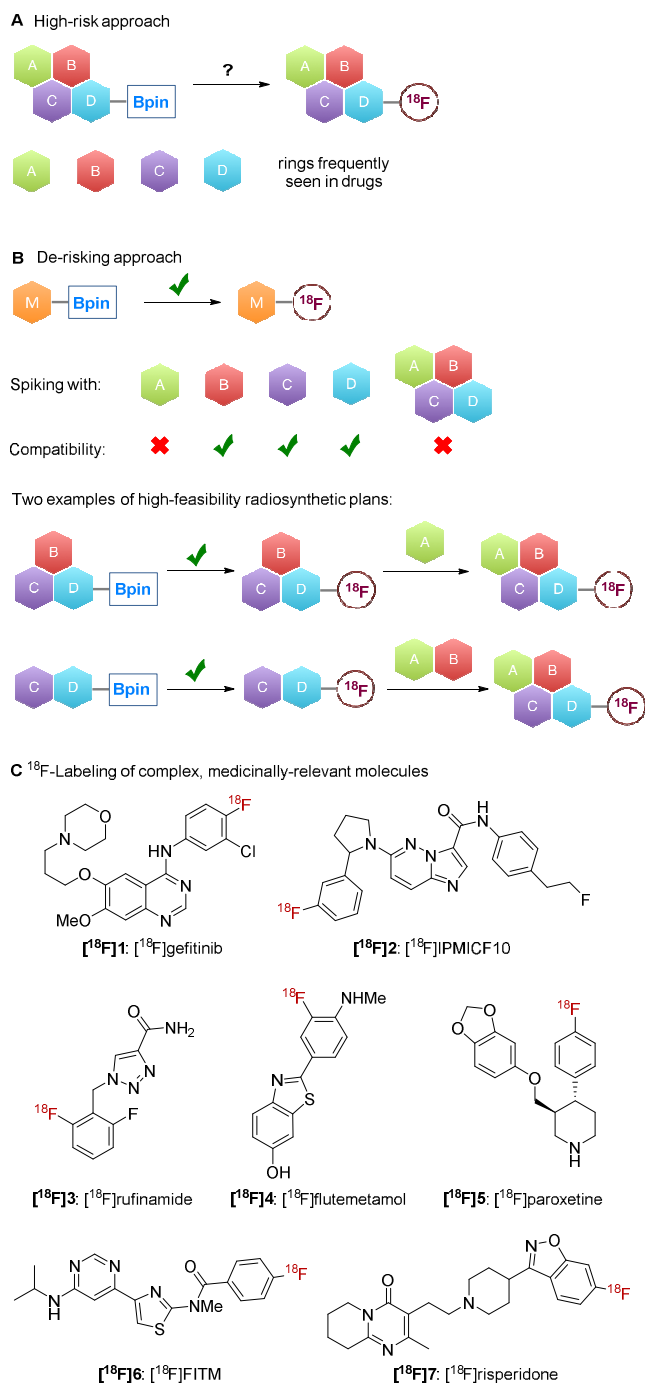 A High-risk approach
A B
C D Bpin
?
A B
C D ¹⁸F
A B C D
rings frequently
seen in drugs
B De-risking approach
M Bpin M ¹⁸F
Spiking with: A B C D
A B
C D
Compatibility:
Two examples of high-feasibility radiosynthetic plans:
B
C D Bpin
B
C D ¹⁸F
A
A B
C D ¹⁸F
C D Bpin
C D ¹⁸F
A B
A B
C D ¹⁸F
C ¹⁸F-Labeling of complex, medicinally-relevant molecules
O
N
O
MeO
NH
N
N
¹⁸F
Cl
[¹⁸F]1: [¹⁸F]gefitinib
¹⁸F
N
N
N
N
O
H
N
F
[¹⁸F]2: [¹⁸F]IPMICF10
O
NH₂
N
N
N
¹⁸F
F
[¹⁸F]3: [¹⁸F]rufinamide
¹⁸F
NHMe
N
S
OH
[¹⁸F]4: [¹⁸F]flutemetamol
O
O
O
¹⁸F
N
H
[¹⁸F]5: [¹⁸F]paroxetine
N
H
N
N
N
S
O
NMe
¹⁸F
[¹⁸F]6: [¹⁸F]FITM
O
N
N
N
N
O
¹⁸F
[¹⁸F]7: [¹⁸F]risperidone